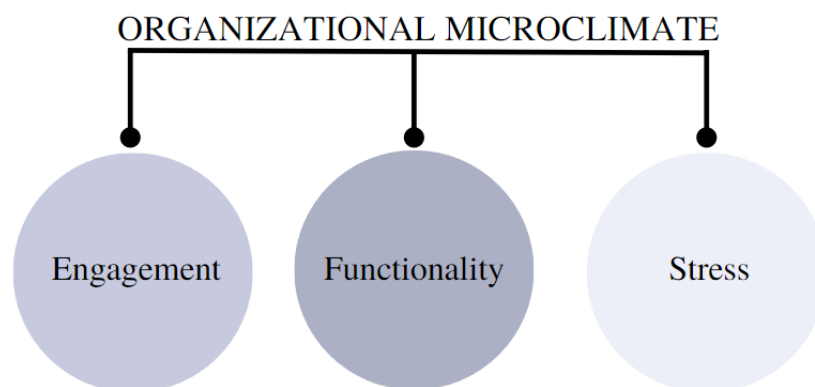 ORGANIZATIONAL MICROCLIMATE
Engagement
Functionality
Stress